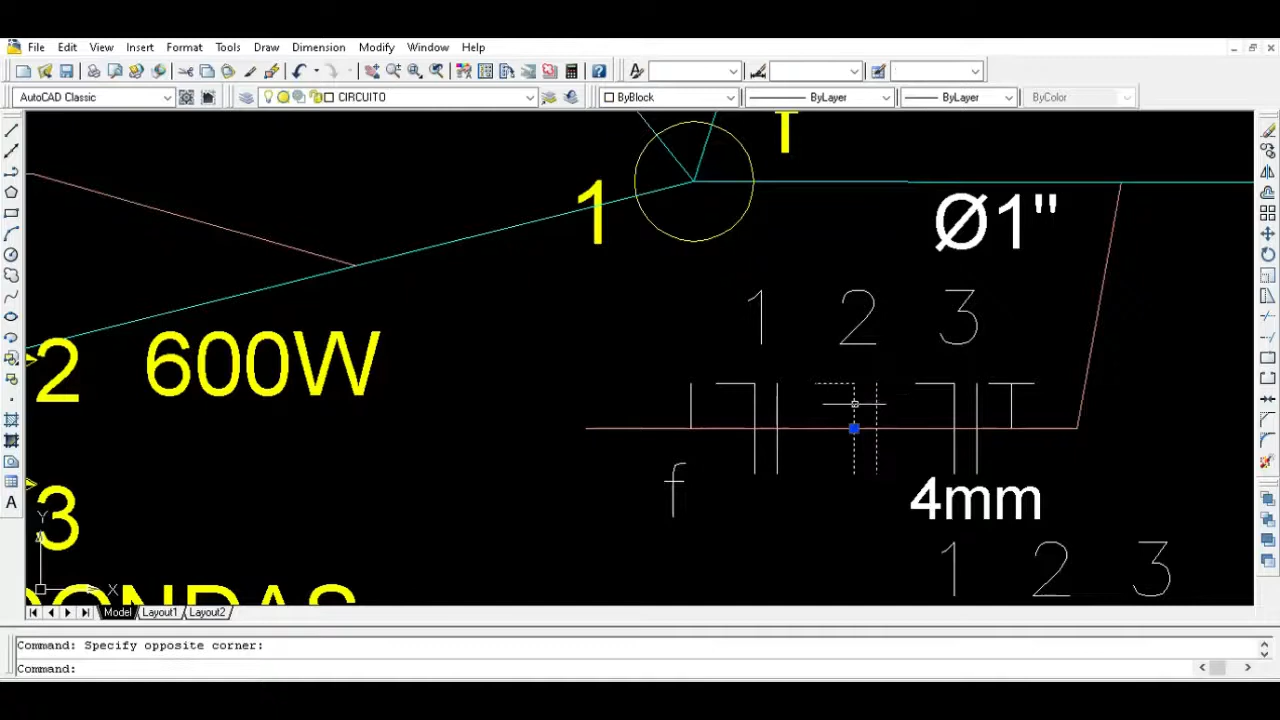 File Edit View Insert Format Tools Draw Dimension Modify Window Help
AutoCAD Classic
CIRCUITO
ByBlock
ByLayer
ByLayer
ByColor
T
1
Ø1"
1 2 3
2 600W
f
4mm
3
1 2 3
Y
X
Model Layout1 Layout2
Command: Specify opposite corner:
Command: